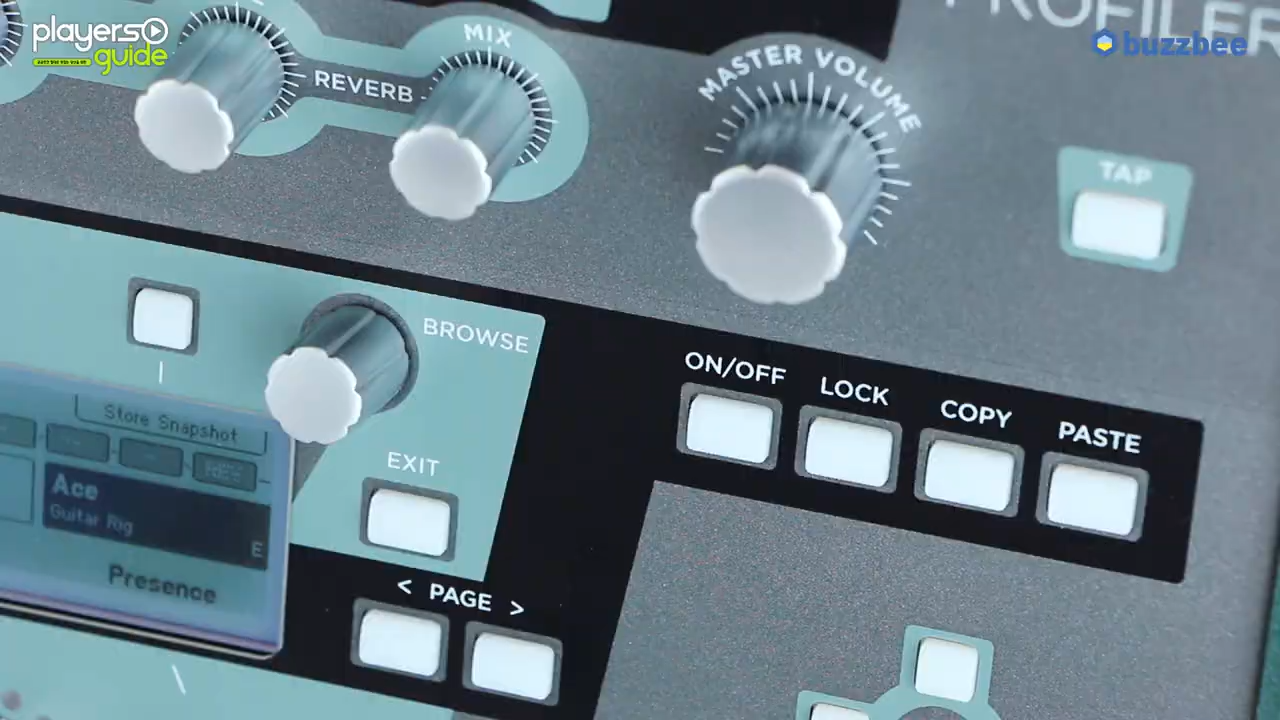 players
guide
buzzbee
PROFILER
MIX
REVERB
MASTER VOLUME
TAP
BROWSE
ON/OFF
LOCK
COPY
PASTE
Store Snapshot
EXIT
Ace
Guitar Rig
E
Presence
< PAGE >